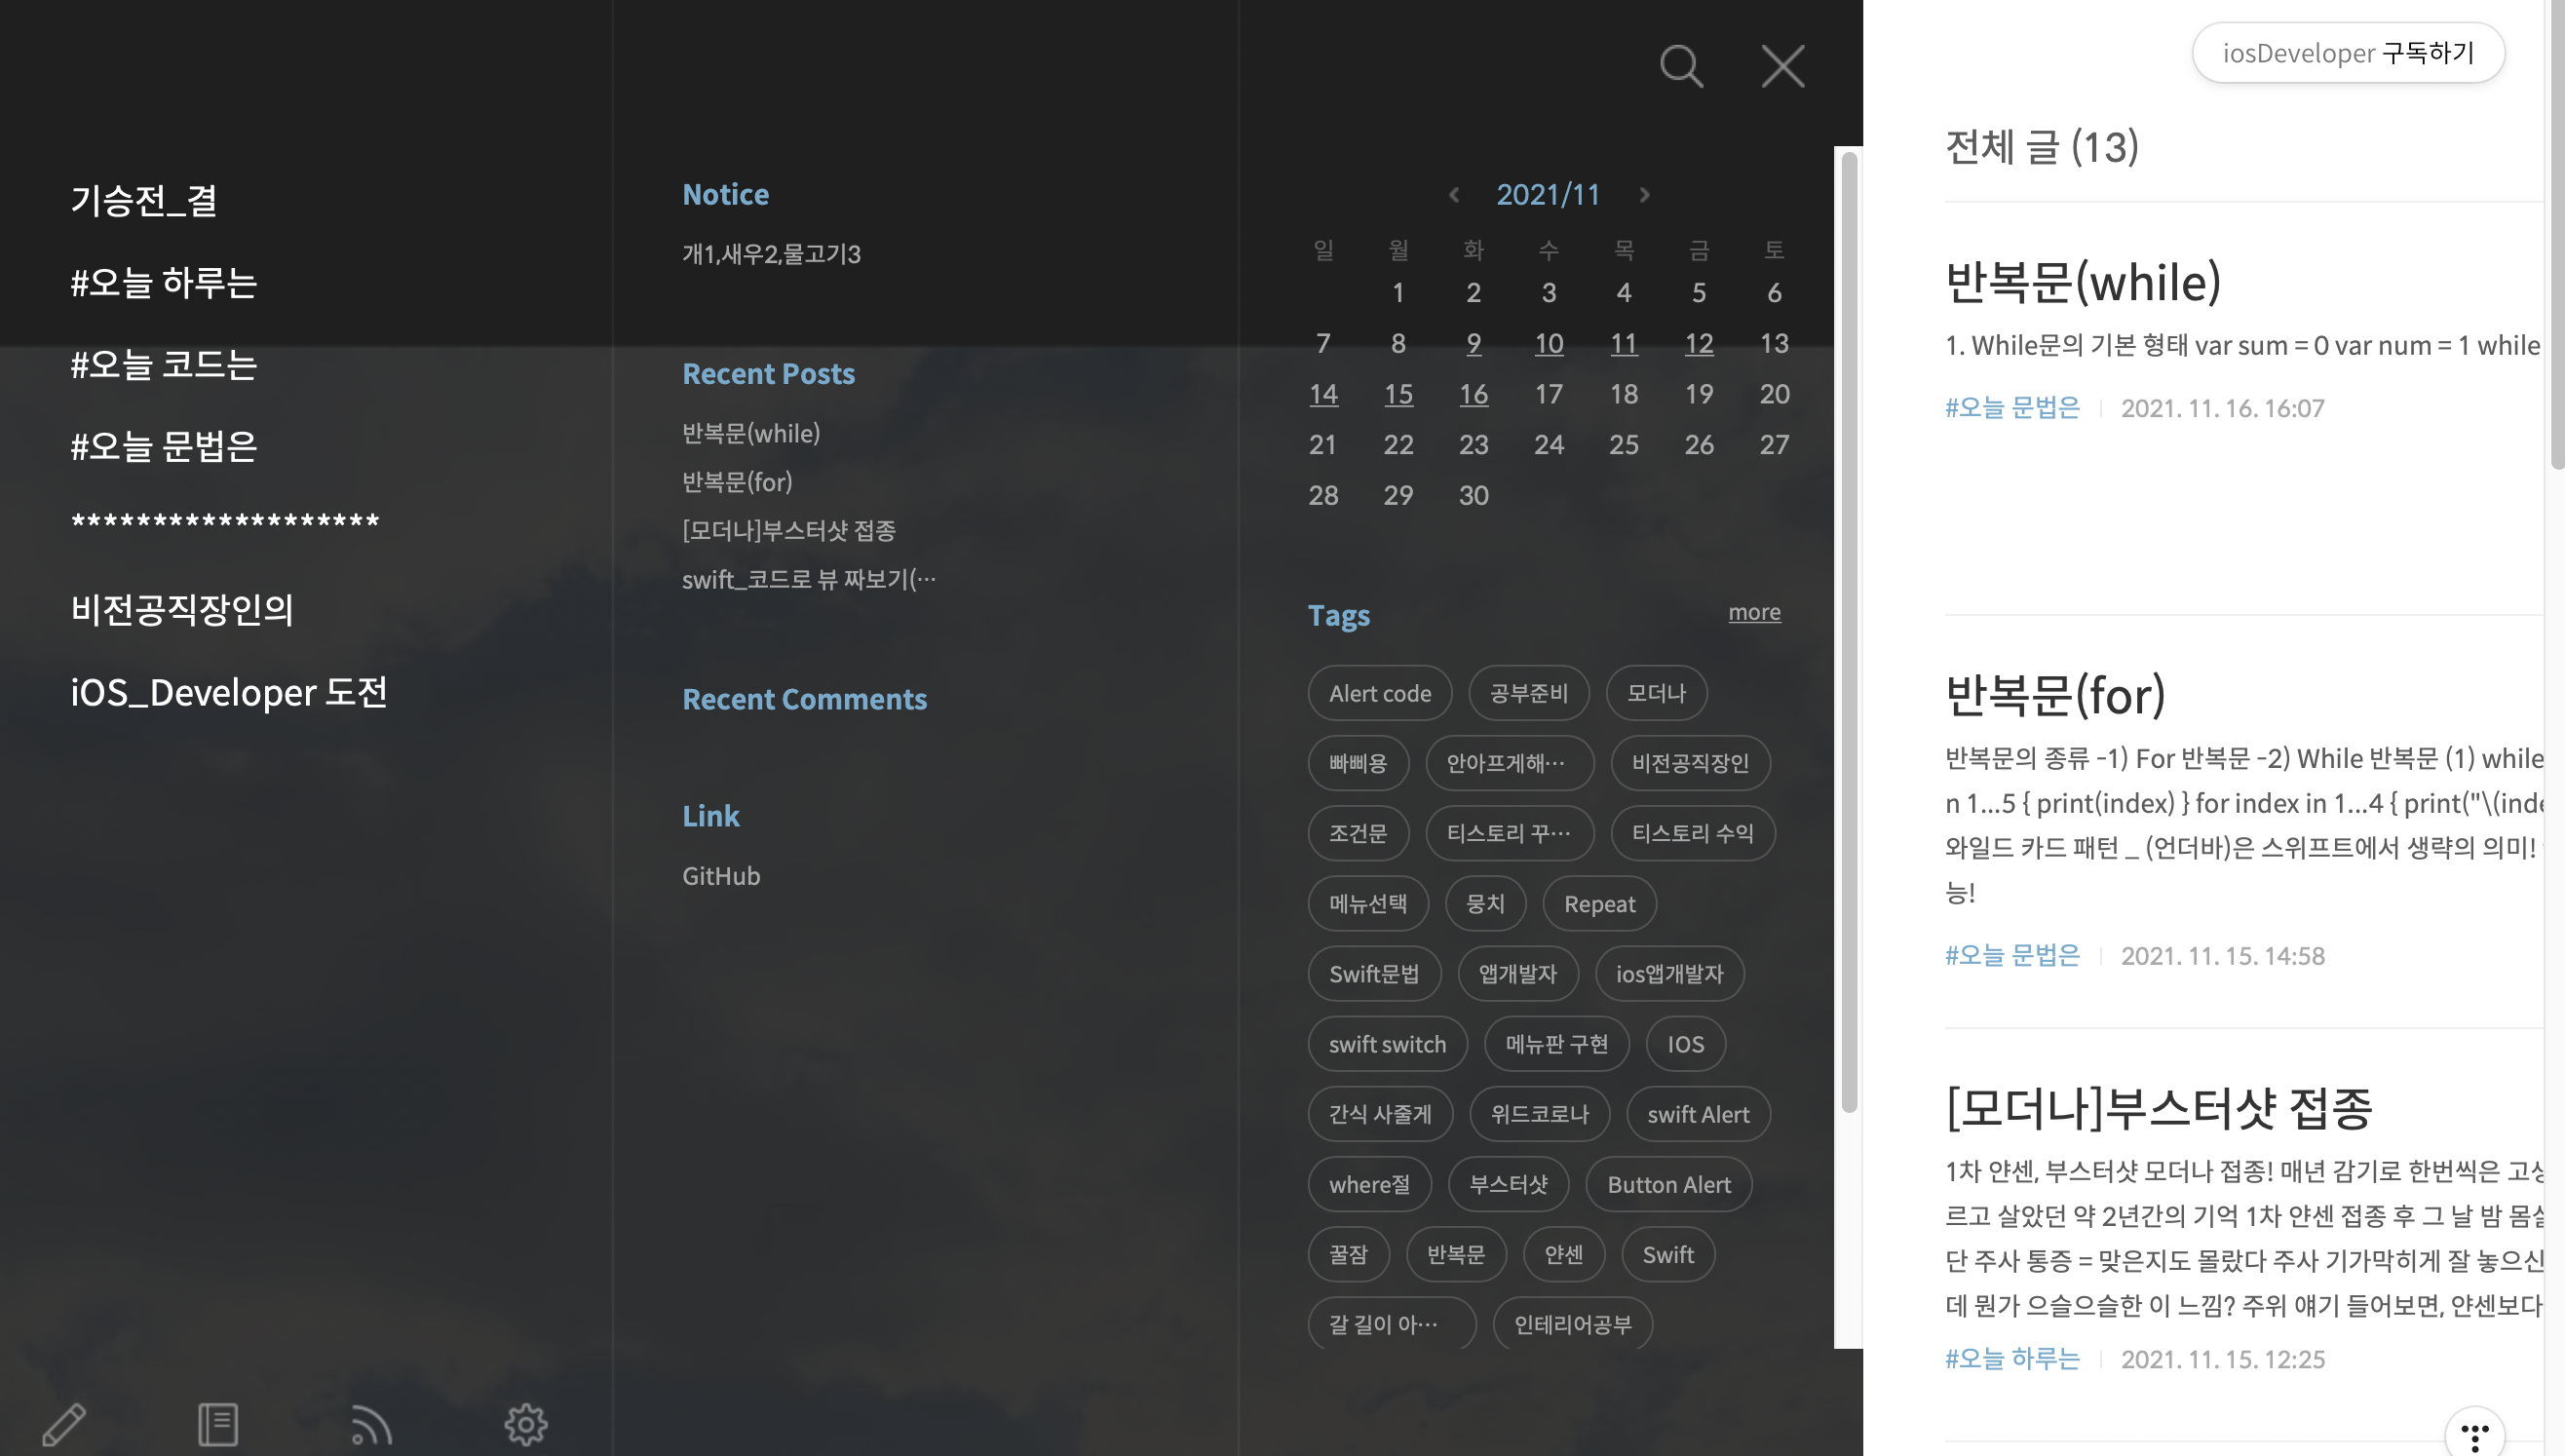 기승전_결
#오늘 하루는
#오늘 코드는
#오늘 문법은
*******************
비전공직장인의
iOS_Developer 도전
Notice
개1,새우2,물고기3
Recent Posts
반복문(while)
반복문(for)
[모더나]부스터샷 접종
swift_코드로 뷰 짜보기(…
Recent Comments
Link
GitHub
2021/11
일 월 화 수 목 금 토
1 2 3 4 5 6
7 8 9 10 11 12 13
14 15 16 17 18 19 20
21 22 23 24 25 26 27
28 29 30
Tags more
Alert code 공부준비 모더나
빠삐용 안아프게해… 비전공직장인
조건문 티스토리 꾸… 티스토리 수익
메뉴선택 뭉치 Repeat
Swift문법 앱개발자 ios앱개발자
swift switch 메뉴판 구현 IOS
간식 사줄게 위드코로나 swift Alert
where절 부스터샷 Button Alert
꿀잠 반복문 얀센 Swift
갈 길이 아… 인테리어공부
iosDeveloper 구독하기
전체 글 (13)
반복문(while)
1. While문의 기본 형태 var sum = 0 var num = 1 while
#오늘 문법은 2021. 11. 16. 16:07
반복문(for)
반복문의 종류 -1) For 반복문 -2) While 반복문 (1) while
n 1...5 { print(index) } for index in 1...4 { print("\(inde
와일드 카드 패턴 _ (언더바)은 스위프트에서 생략의 의미!
능!
#오늘 문법은 2021. 11. 15. 14:58
[모더나]부스터샷 접종
1차 얀센, 부스터샷 모더나 접종! 매년 감기로 한번씩은 고
르고 살았던 약 2년간의 기억 1차 얀센 접종 후 그 날 밤 몸
단 주사 통증 = 맞은지도 몰랐다 주사 기가막히게 잘 놓으신
데 뭔가 으슬으슬한 이 느낌? 주위 얘기 들어보면, 얀센보다
#오늘 하루는 2021. 11. 15. 12:25